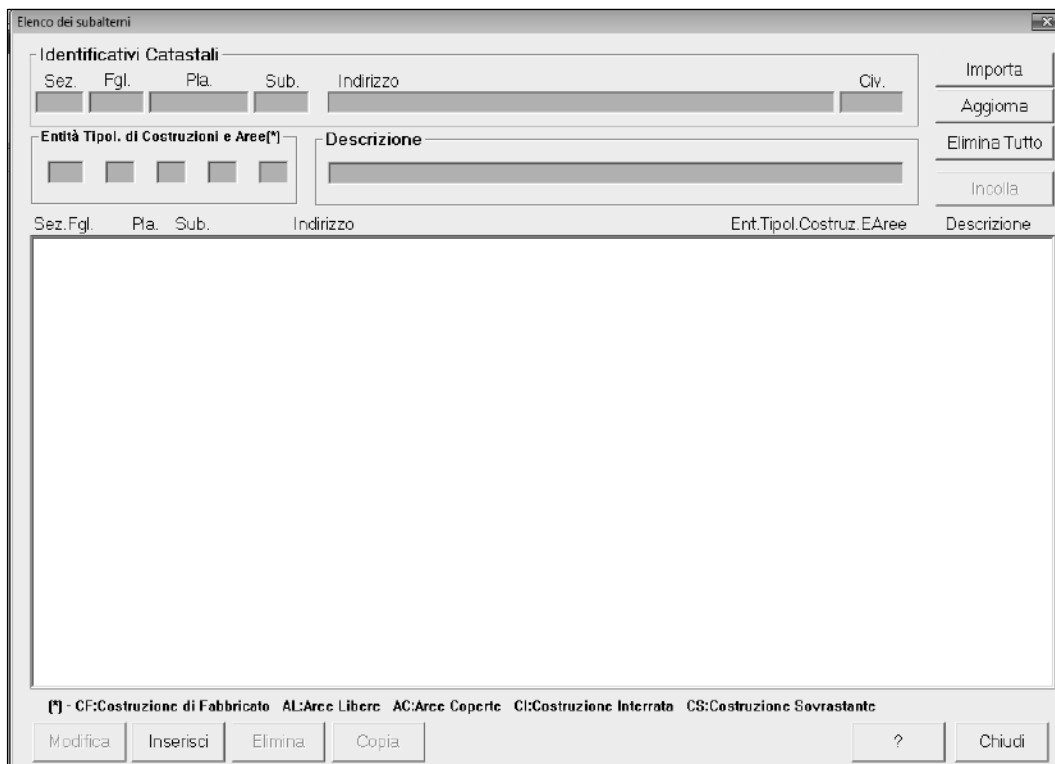 Elenco dei subalterni
Identificativi Catastali
Sez. Fgl. Pla. Sub. Indirizzo Civ.
Importa
Aggiorna
Entità Tipol. di Costruzioni e Aree(*) Descrizione
Elimina Tutto
Incolla
Sez.Fgl. Pla. Sub. Indirizzo Ent.Tipol.Costruz.EAree Descrizione
(*) - CF:Costruzione di Fabbricato AL:Aree Libere AC:Aree Coperte CI:Costruzione Interrata CS:Costruzione Sovrastante
Modifica Inserisci Elimina Copia ? Chiudi